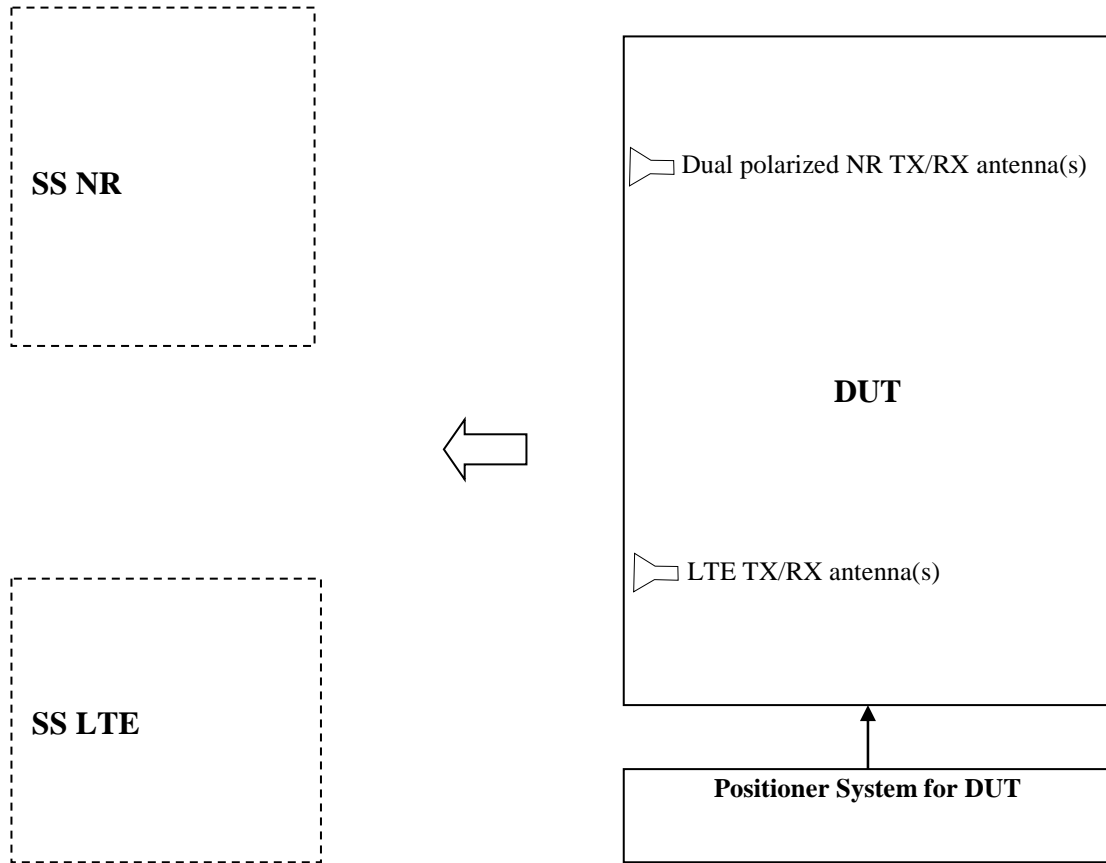 SS NR
Dual polarized NR TX/RX antenna(s)
DUT
LTE TX/RX antenna(s)
SS LTE
Positioner System for DUT